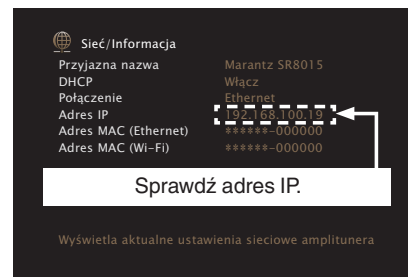 Sieć/Informacja
Przyjazna nazwa Marantz SR8015
DHCP Włącz
Połączenie Ethernet
Adres IP 192.168.100.19
Adres MAC (Ethernet) ******-000000
Adres MAC (Wi-Fi) ******-000000
Sprawdź adres IP.
Wyświetla aktualne ustawienia sieciowe amplitunera